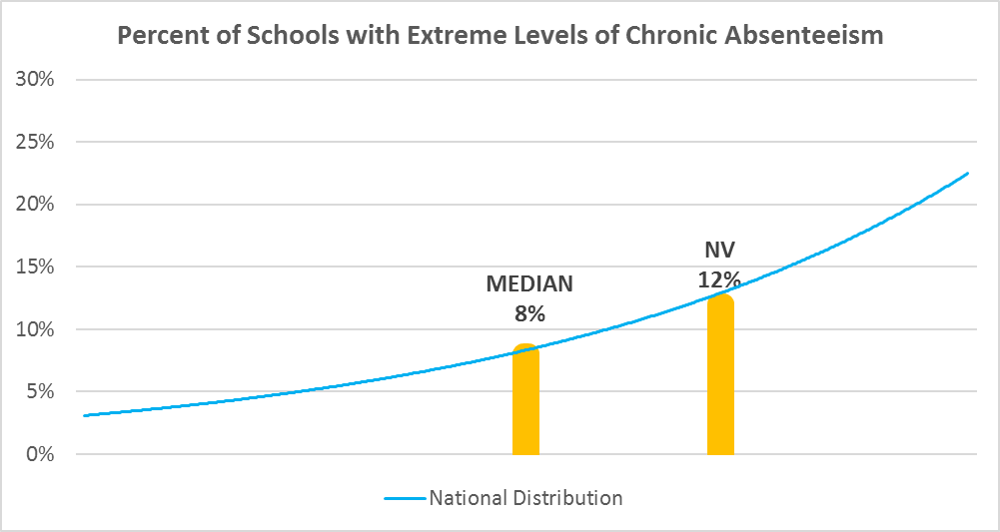 Percent of Schools with Extreme Levels of Chronic Absenteeism
30%
25%
20%
15%
10%
5%
0%
MEDIAN
8%
NV
12%
National Distribution